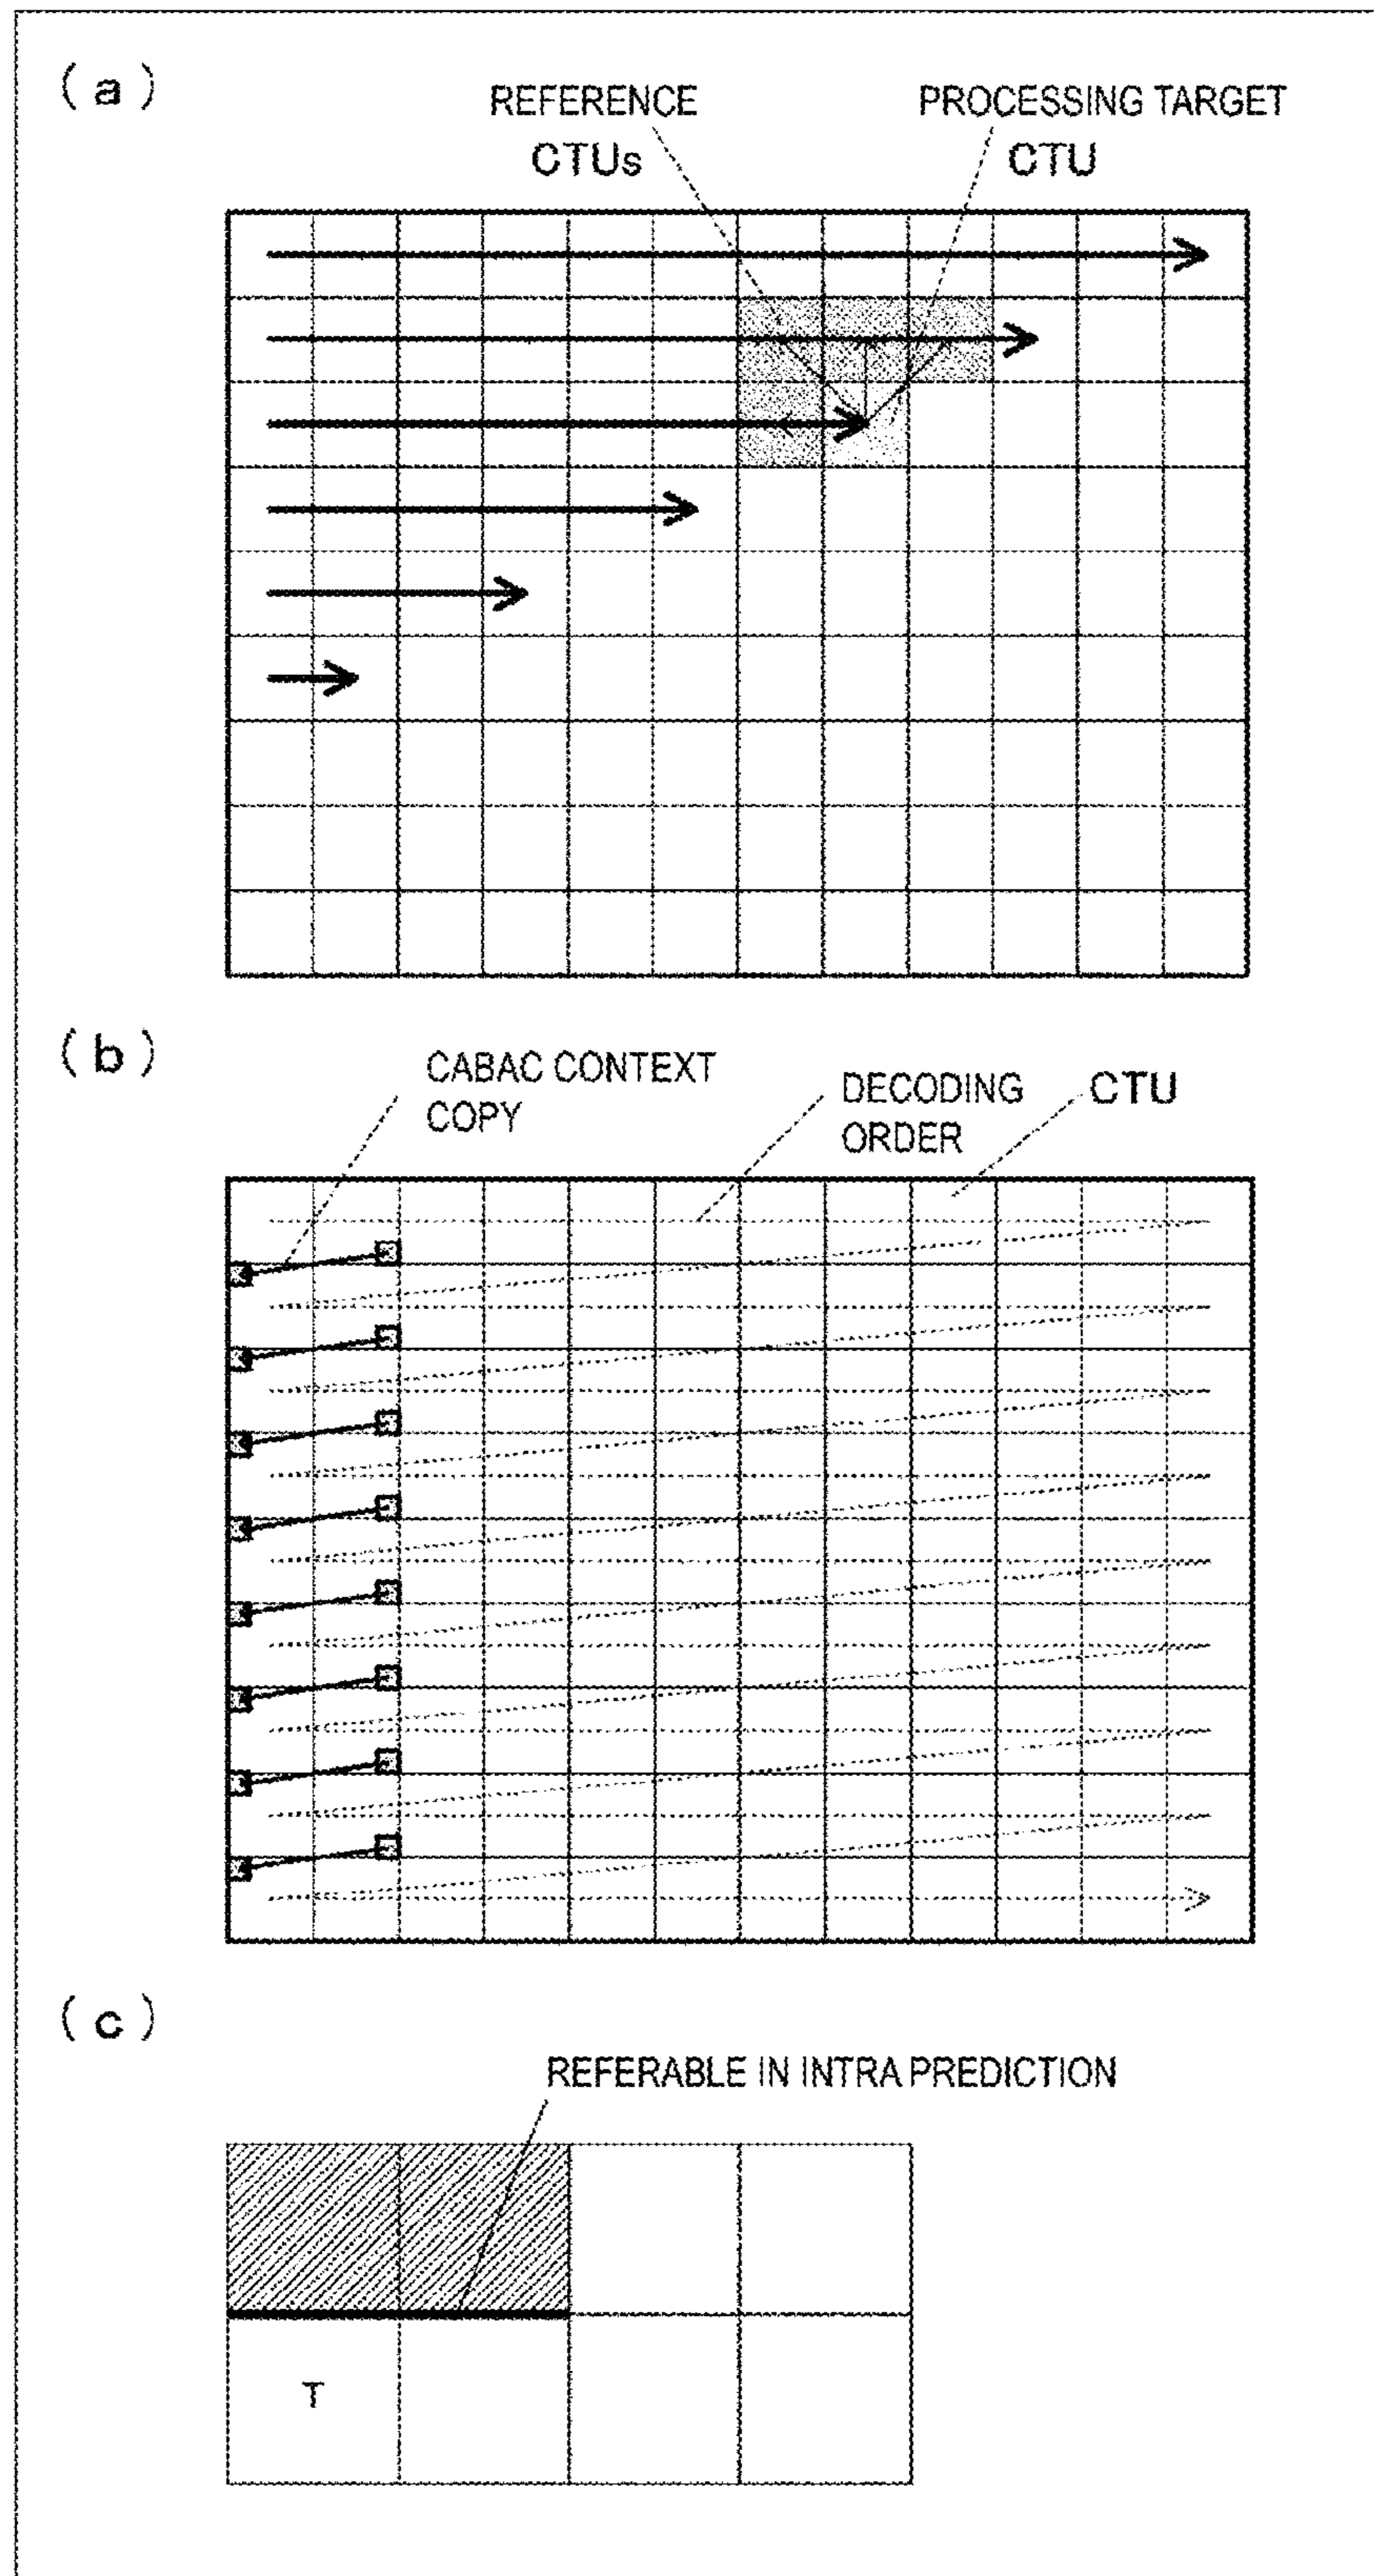 (a)
REFERENCE
CTUs
PROCESSING TARGET
CTU
(b)
CABAC CONTEXT
COPY
DECODING
ORDER
CTU
(c)
REFERABLE IN INTRA PREDICTION
T